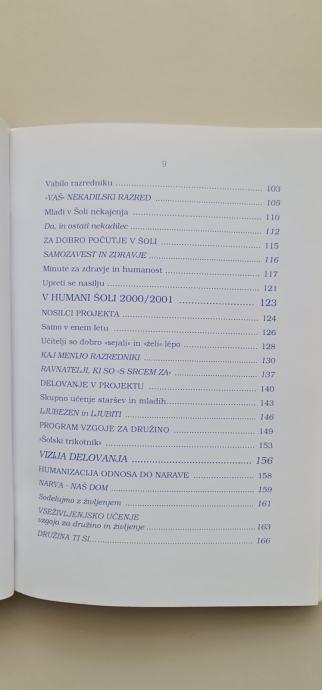 9
Vabilo razredniku 103
»VAŠ« NEKADILSKI RAZRED 105
Mladi v Šoli nekajenja 110
Da, in ostati nekadilec 112
ZA DOBRO POČUTJE V ŠOLI 115
SAMOZAVEST IN ZDRAVJE 116
Minute za zdravje in humanost 117
Upreti se nasilju 121
V HUMANI ŠOLI 2000/2001 123
NOSILCI PROJEKTA 124
Samo v enem letu 126
Učitelji so dobro »sejali« in »želi« lépo 128
KAJ MENIJO RAZREDNIKI 130
RAVNATELJI, KI SO »S SRCEM ZA« 137
DELOVANJE V PROJEKTU 140
Skupno učenje staršev in mladih 143
LJUBEZEN in LJUBITI 146
PROGRAM VZGOJE ZA DRUŽINO 149
»Šolski trikotnik« 153
VIZIJA DELOVANJA 156
HUMANIZACIJA ODNOSA DO NARAVE 158
NARVA - NAŠ DOM 159
Sodelujmo z življenjem 161
VSEŽIVLJENJSKO UČENJE
vzgoja za družino in življenje 163
DRUŽINA TI SI... 166